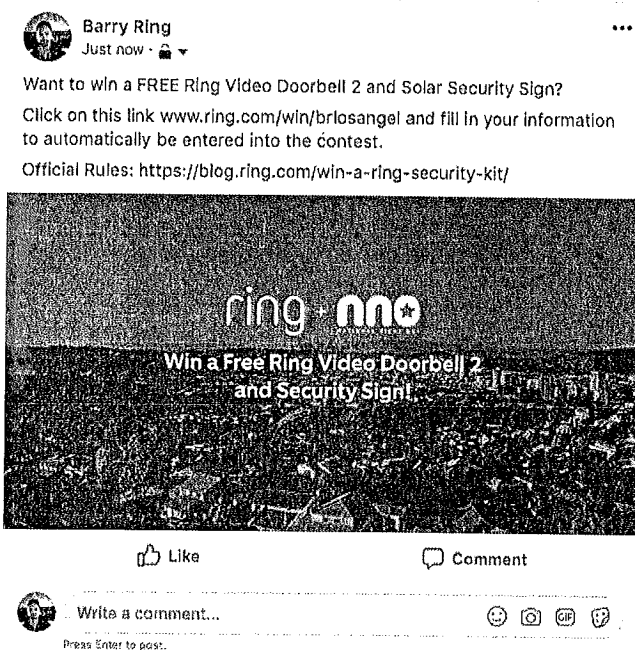 Barry Ring
Just now ·
Want to win a FREE Ring Video Doorbell 2 and Solar Security Sign?
Click on this link www.ring.com/win/brlosangel and fill in your information
to automatically be entered into the contest.
Official Rules: https://blog.ring.com/win-a-ring-security-kit/
ring + nno
Win a Free Ring Video Doorbell 2
and Security Sign!
Like
Comment
Write a comment...
GIF
Press Enter to post.